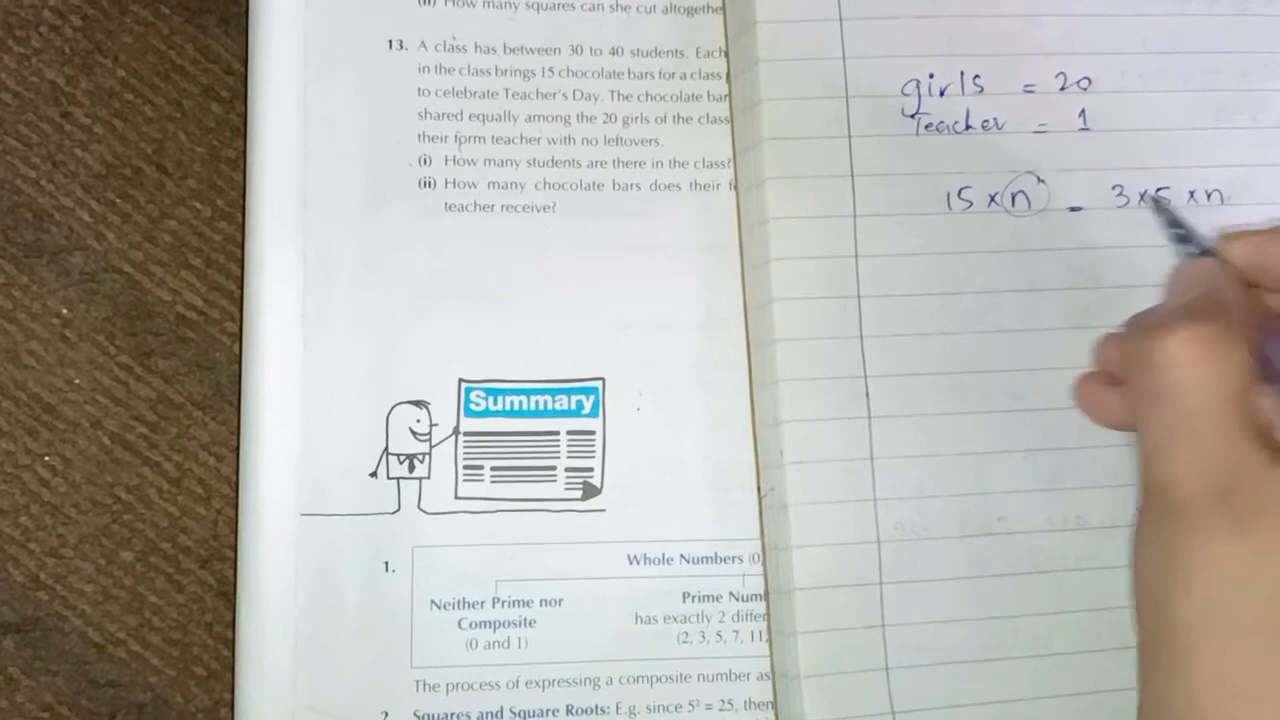 (ii) How many squares can she cut altogethe
13. A class has between 30 to 40 students. Each
in the class brings 15 chocolate bars for a class
to celebrate Teacher's Day. The chocolate bar
shared equally among the 20 girls of the class
their form teacher with no leftovers.
(i) How many students are there in the class?
(ii) How many chocolate bars does their f
teacher receive?
Summary
1.
Whole Numbers (0,
Neither Prime nor
Composite
(0 and 1)
Prime Num
has exactly 2 differ
(2, 3, 5, 7, 11,
The process of expressing a composite number as
2. Squares and Square Roots: E.g. since 5² = 25, then
girls = 20
Teacher = 1
15 × n = 3×5 × n